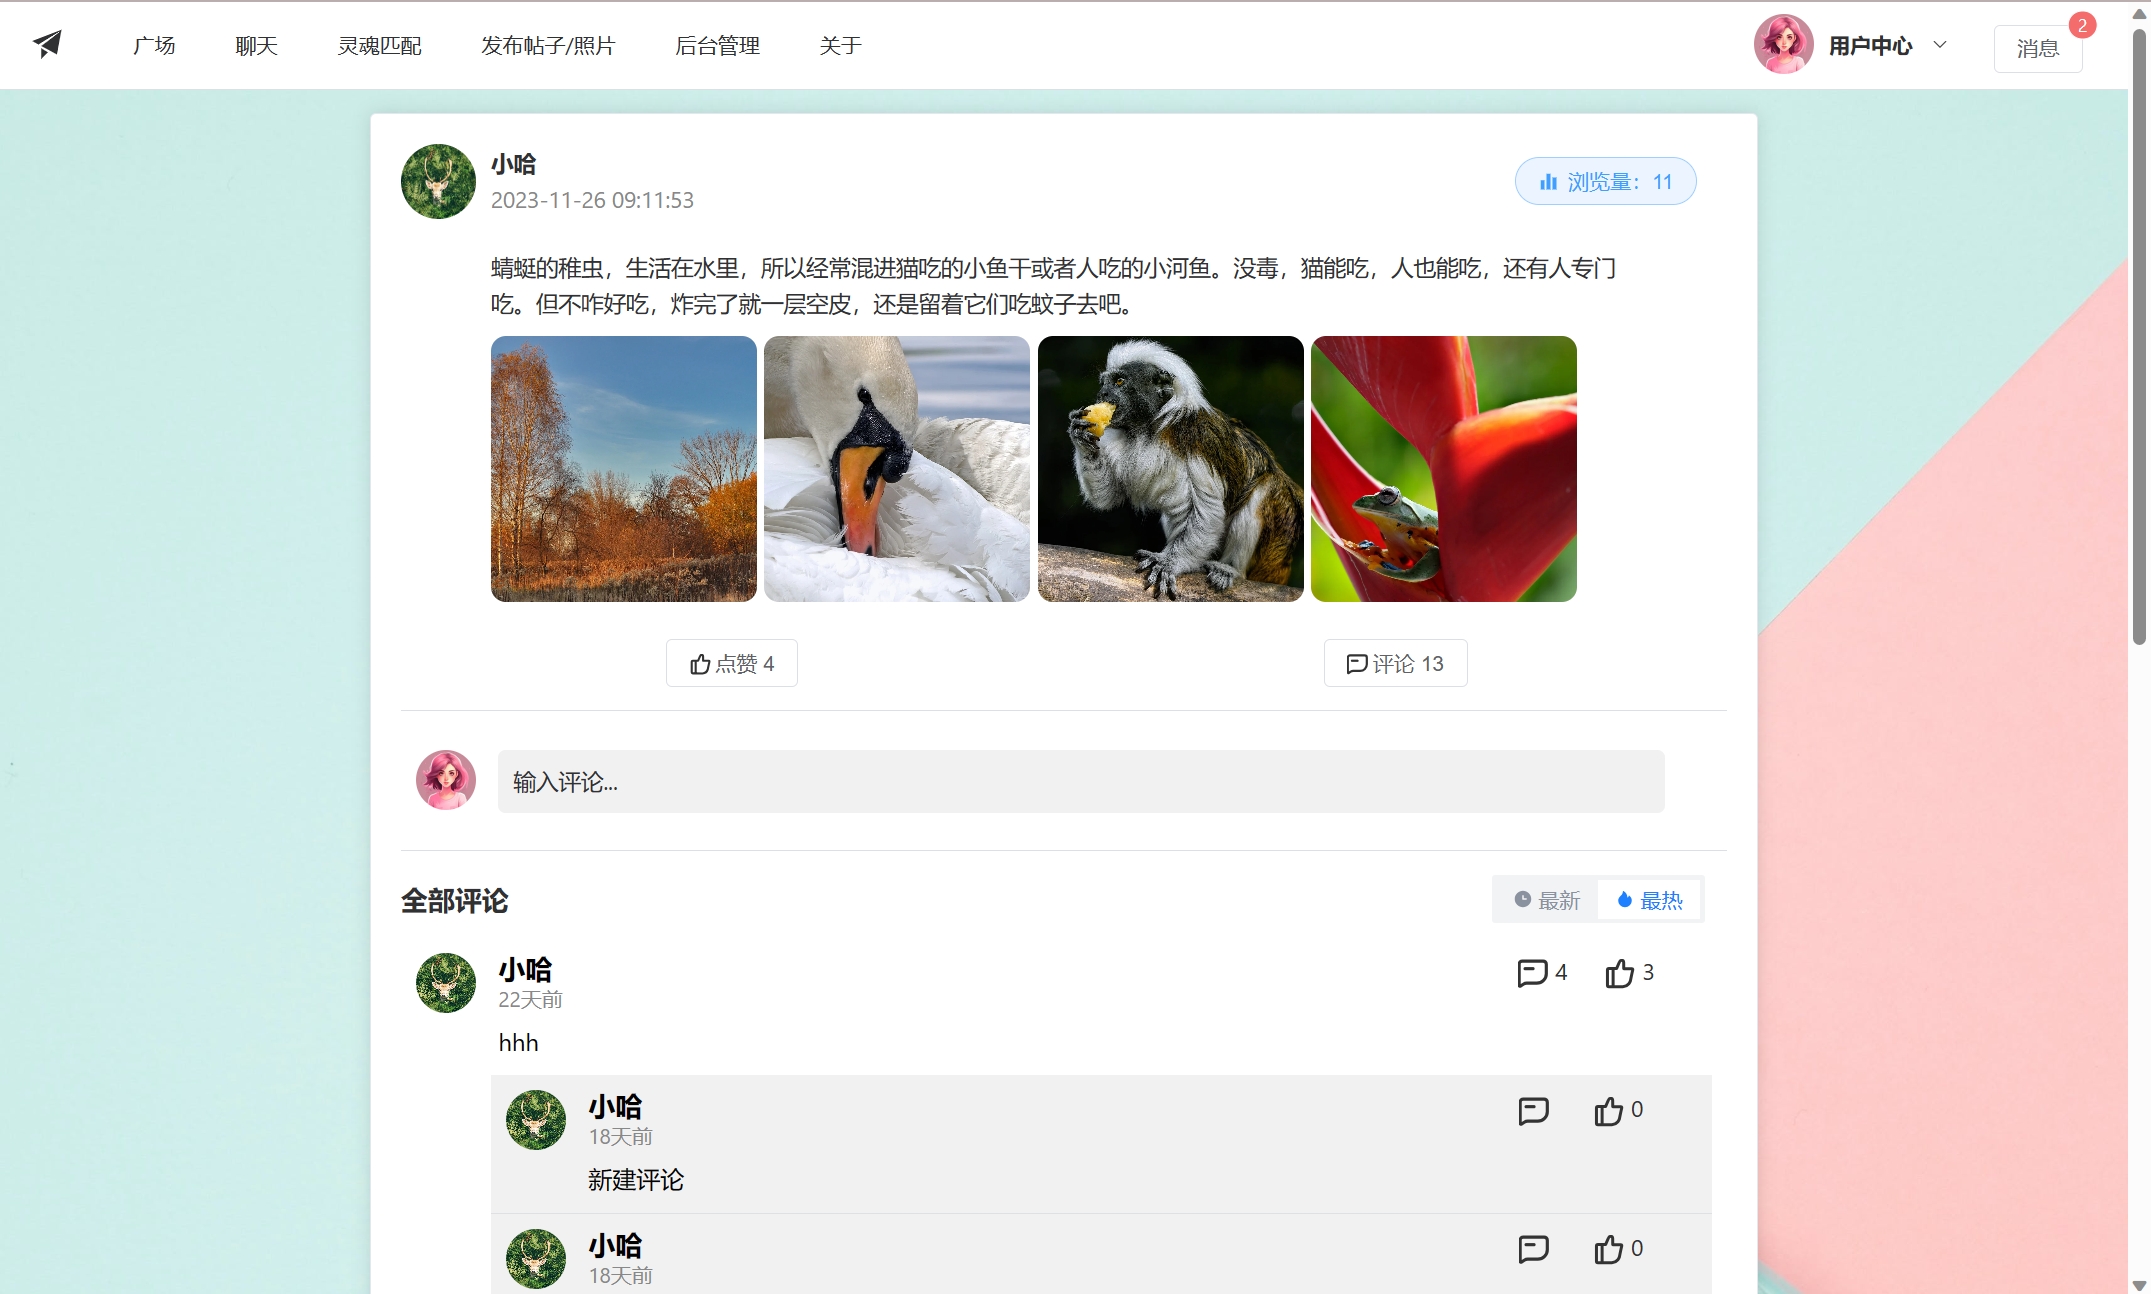 广场 聊天 灵魂匹配 发布帖子/照片 后台管理 关于 用户中心 消息 2
小哈
2023-11-26 09:11:53
浏览量：11
蜻蜓的稚虫，生活在水里，所以经常混进猫吃的小鱼干或者人吃的小河鱼。没毒，猫能吃，人也能吃，还有人专门
吃。但不咋好吃，炸完了就一层空皮，还是留着它们吃蚊子去吧。
点赞 4 评论 13
输入评论...
全部评论 最新 最热
小哈 4 3
22天前
hhh
小哈 0
18天前
新建评论
小哈 0
18天前